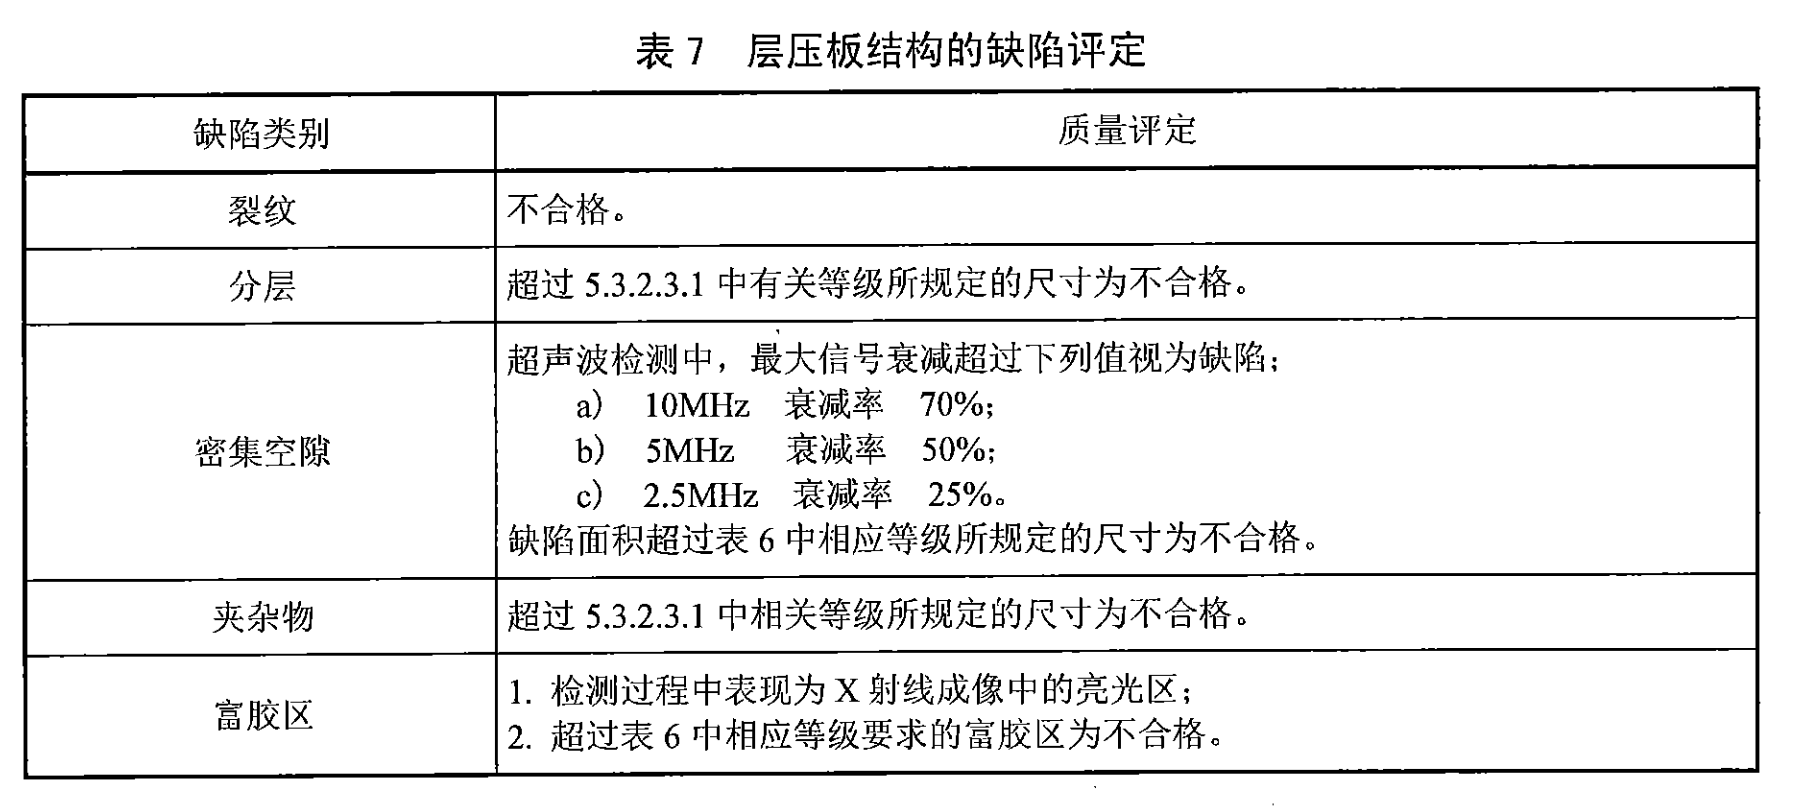 表 7 层压板结构的缺陷评定
缺陷类别 质量评定
裂纹 不合格。
分层 超过 5.3.2.3.1 中有关等级所规定的尺寸为不合格。
超声波检测中，最大信号衰减超过下列值视为缺陷；
a) 10MHz 衰减率 70%；
密集空隙 b) 5MHz 衰减率 50%；
c) 2.5MHz 衰减率 25%。
缺陷面积超过表 6 中相应等级所规定的尺寸为不合格。
夹杂物 超过 5.3.2.3.1 中相关等级所规定的尺寸为不合格。
富胶区 1. 检测过程中表现为 X 射线成像中的亮光区；
2. 超过表 6 中相应等级要求的富胶区为不合格。